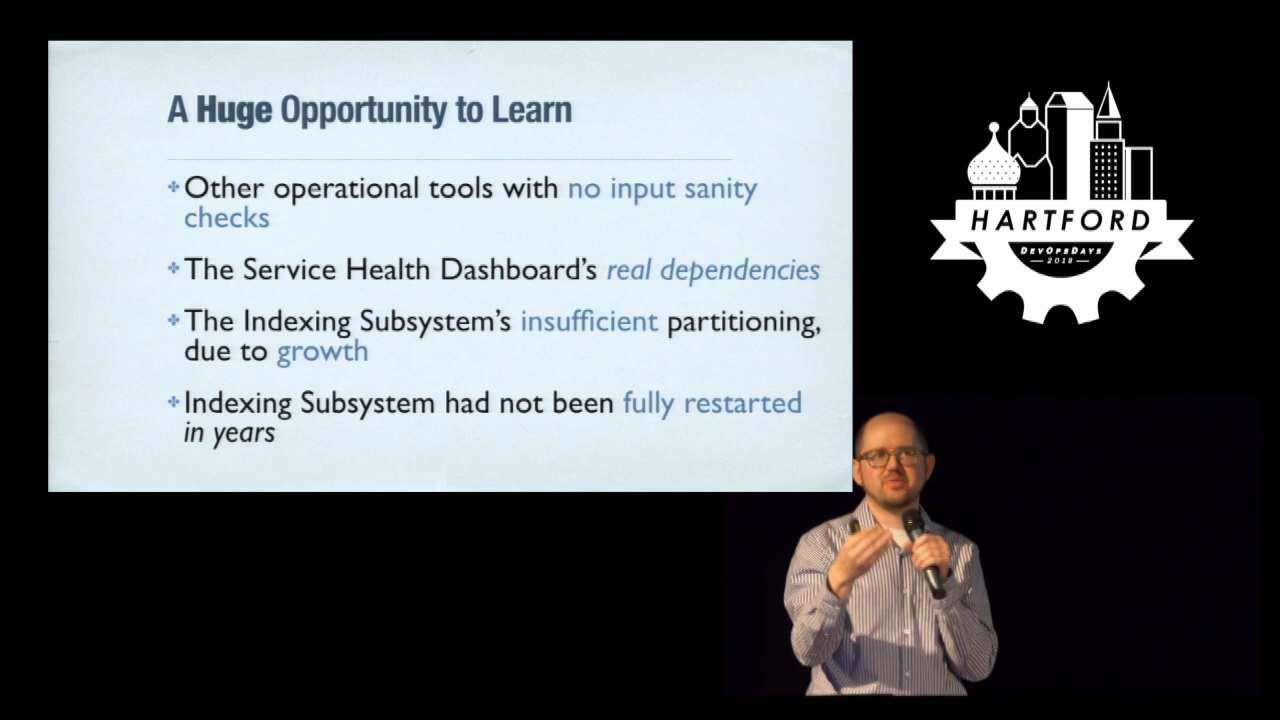 A Huge Opportunity to Learn
Other operational tools with no input sanity
checks
The Service Health Dashboard's real dependencies
The Indexing Subsystem's insufficient partitioning,
due to growth
Indexing Subsystem had not been fully restarted
in years
HARTFORD
DEVOPSDAYS
—2018—